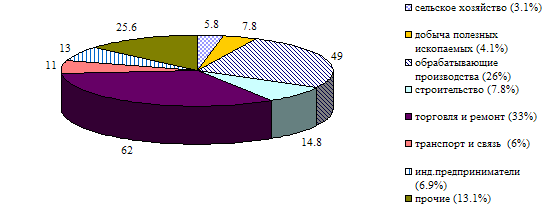 25.6
5.8
7.8
13
49
11
14.8
62
сельское хозяйство (3.1%)
добыча полезных
ископаемых (4.1%)
обрабатывающие
производства (26%)
строительство (7.8%)
торговля и ремонт (33%)
транспорт и связь (6%)
инд.предприниматели
(6.9%)
прочие (13.1%)